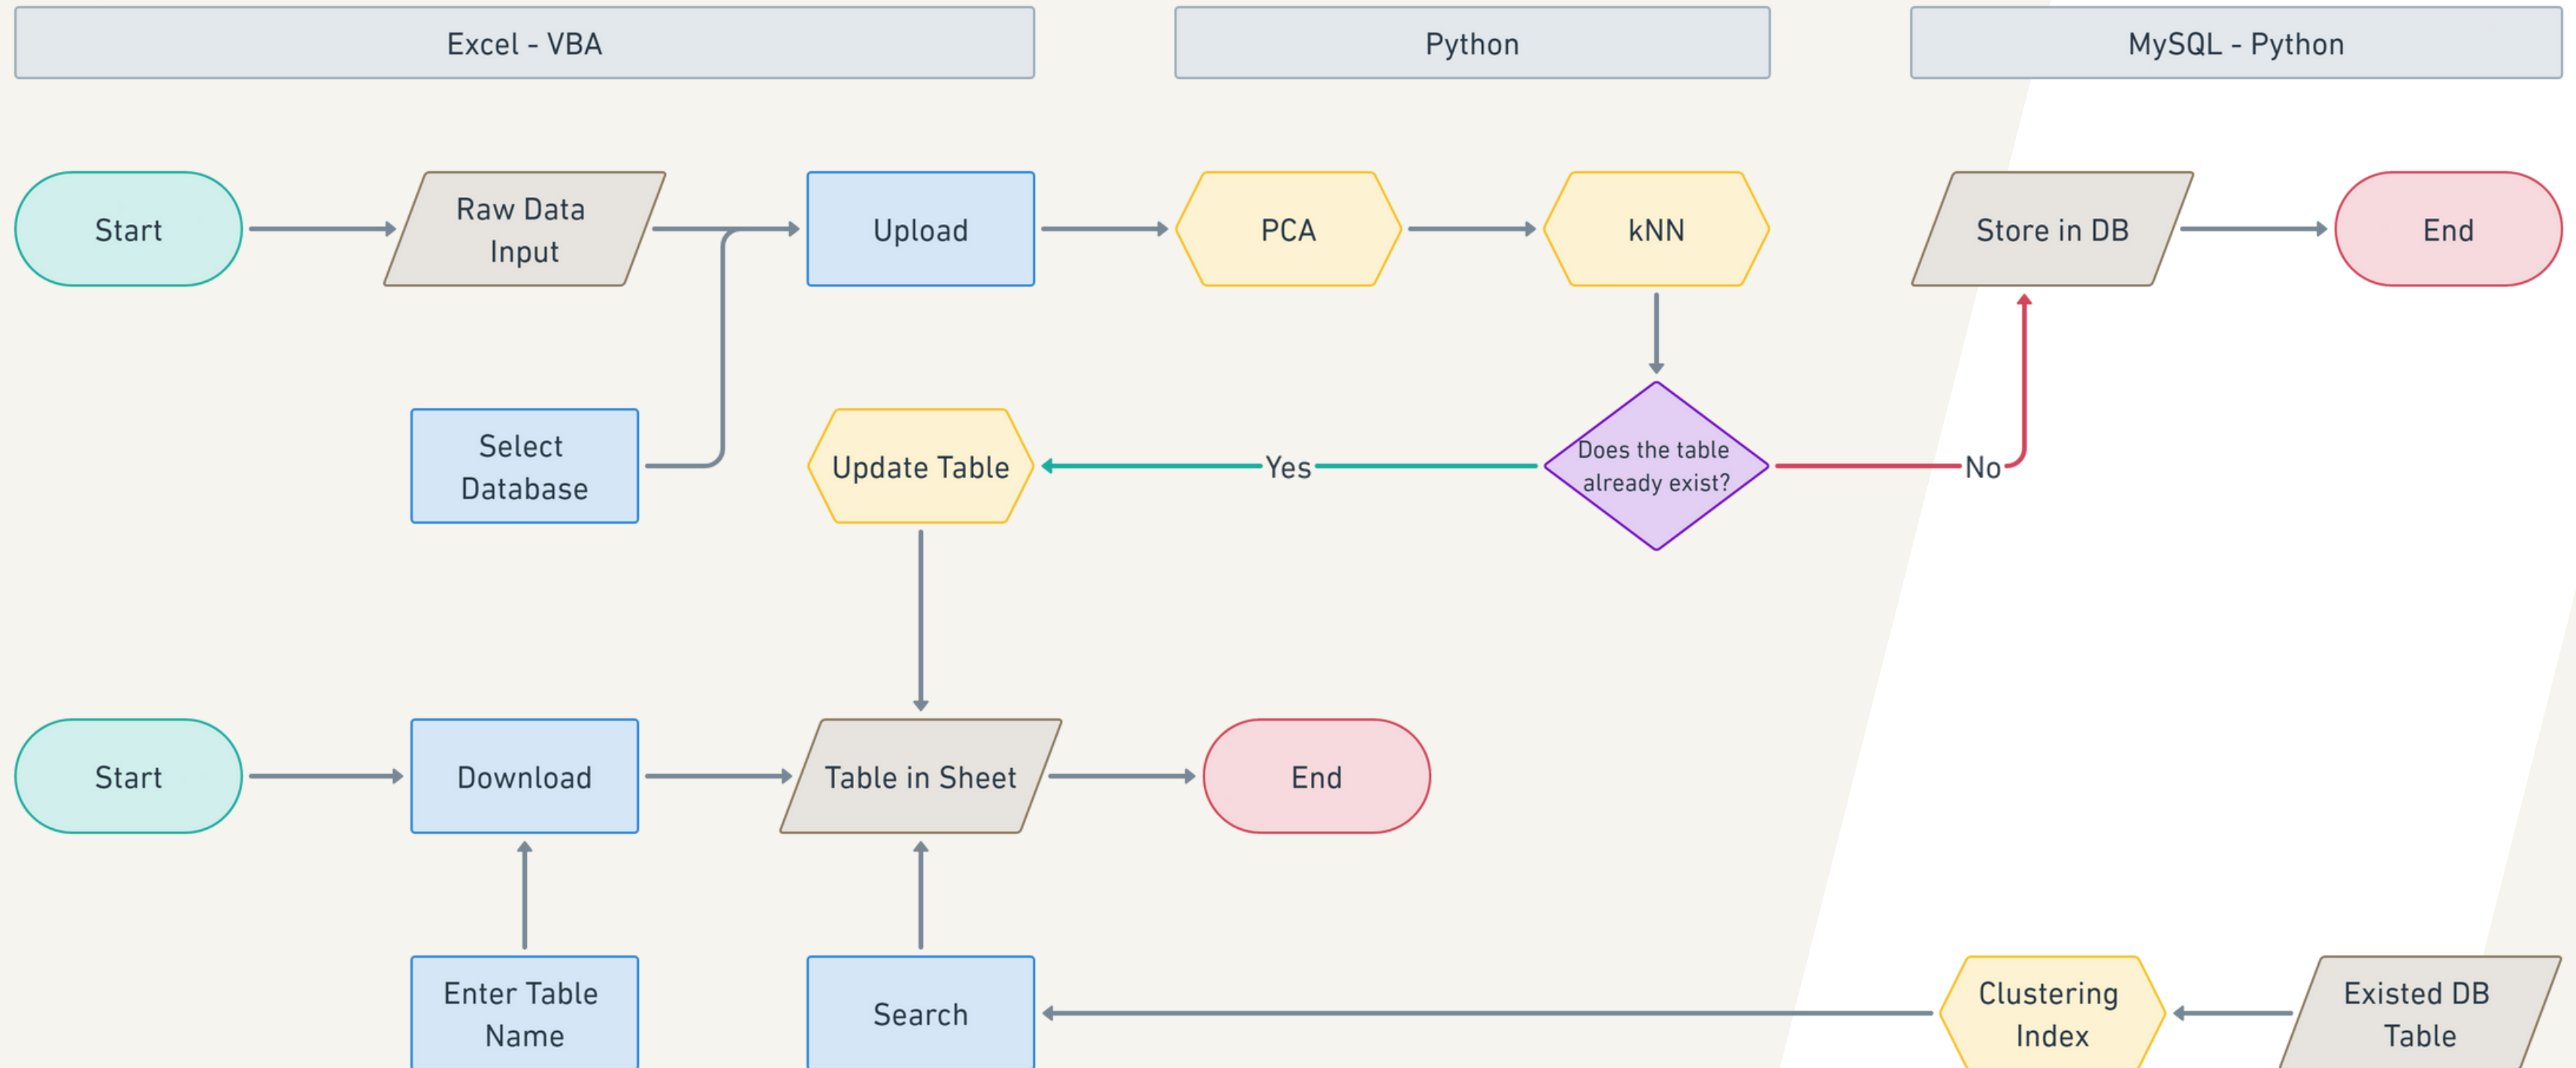 Excel - VBA
Python
MySQL - Python
Start
Raw Data
Input
Upload
PCA
kNN
Store in DB
End
Select
Database
Update Table
Yes
Does the table
already exist?
No
Start
Download
Table in Sheet
End
Enter Table
Name
Search
Clustering
Index
Existed DB
Table